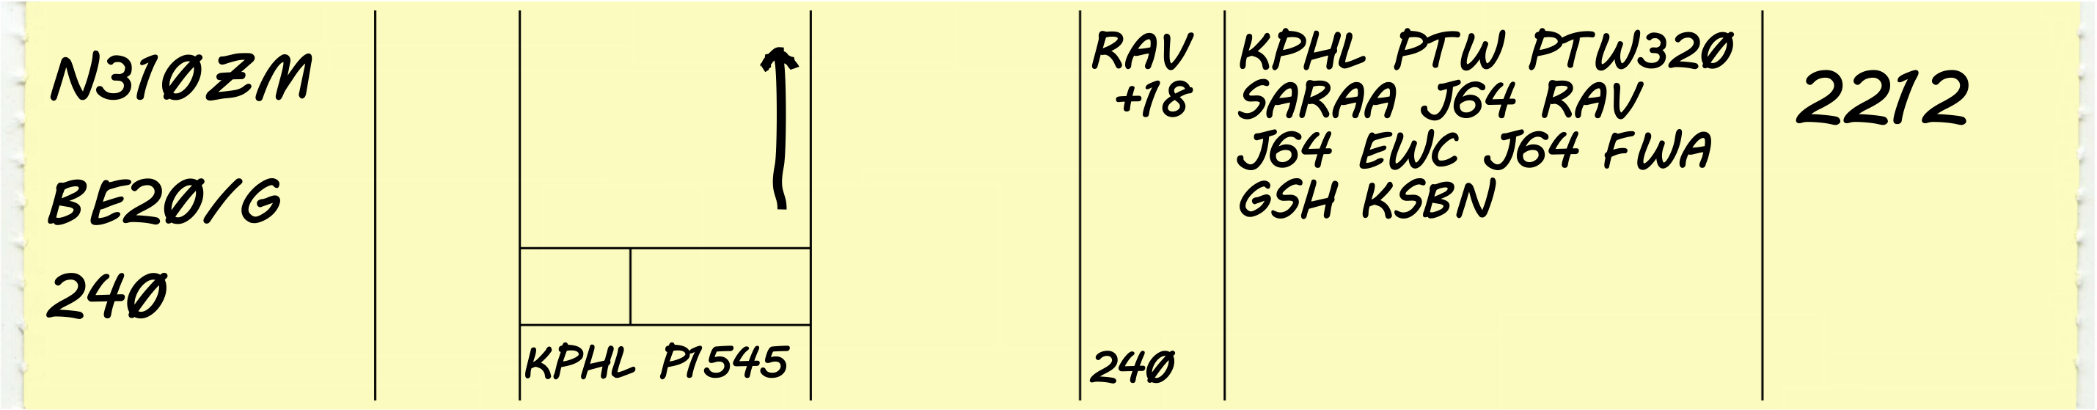 N310ZM
BE20/G
240
KPHL P1545
RAV
+18
240
KPHL PTW PTW320
SARAA J64 RAV
J64 EWC J64 FWA
GSH KSBN
2212